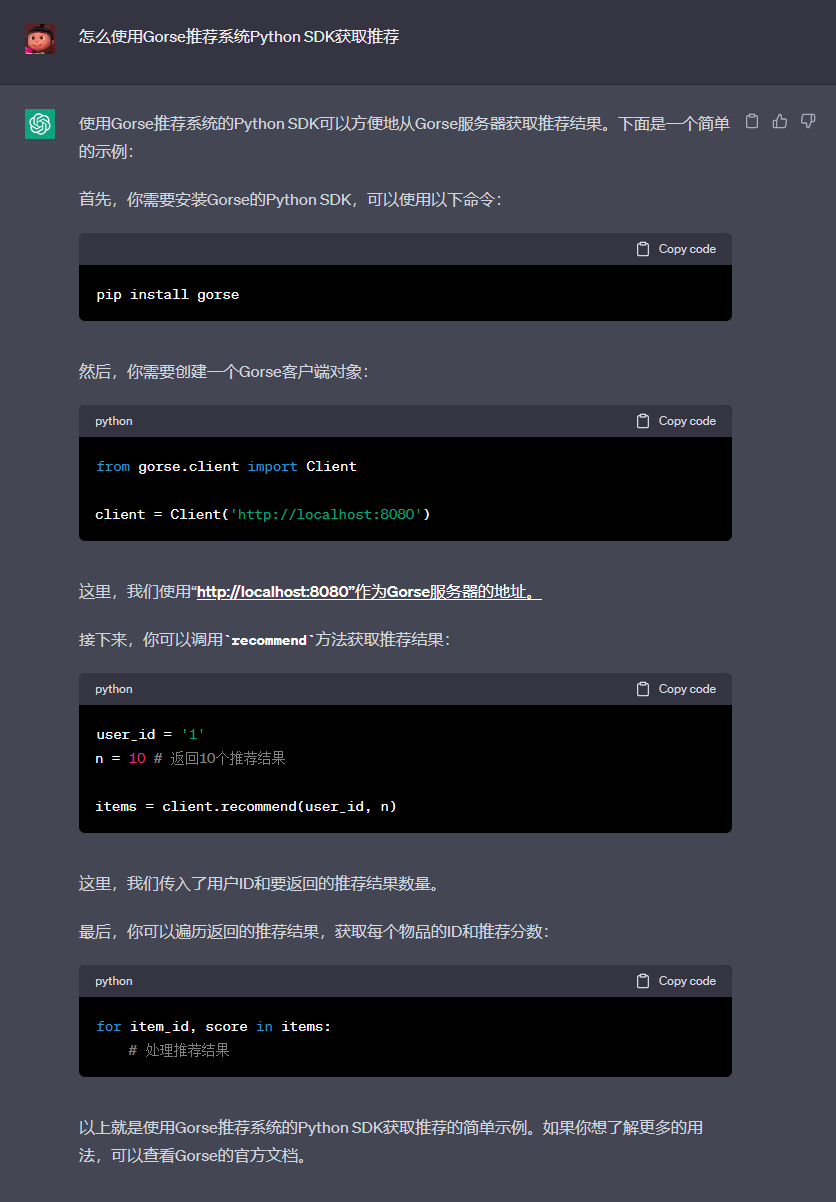 怎么使用Gorse推荐系统Python SDK获取推荐
使用Gorse推荐系统的Python SDK可以方便地从Gorse服务器获取推荐结果。下面是一个简单
的示例：
首先，你需要安装Gorse的Python SDK，可以使用以下命令：
Copy code
pip install gorse
然后，你需要创建一个Gorse客户端对象：
python Copy code
from gorse.client import Client
client = Client('http://localhost:8080')
这里，我们使用“http://localhost:8080”作为Gorse服务器的地址。
接下来，你可以调用`recommend`方法获取推荐结果：
python Copy code
user_id = '1'
n = 10 # 返回10个推荐结果
items = client.recommend(user_id, n)
这里，我们传入了用户ID和要返回的推荐结果数量。
最后，你可以遍历返回的推荐结果，获取每个物品的ID和推荐分数：
python Copy code
for item_id, score in items:
    # 处理推荐结果
以上就是使用Gorse推荐系统的Python SDK获取推荐的简单示例。如果你想了解更多的用
法，可以查看Gorse的官方文档。